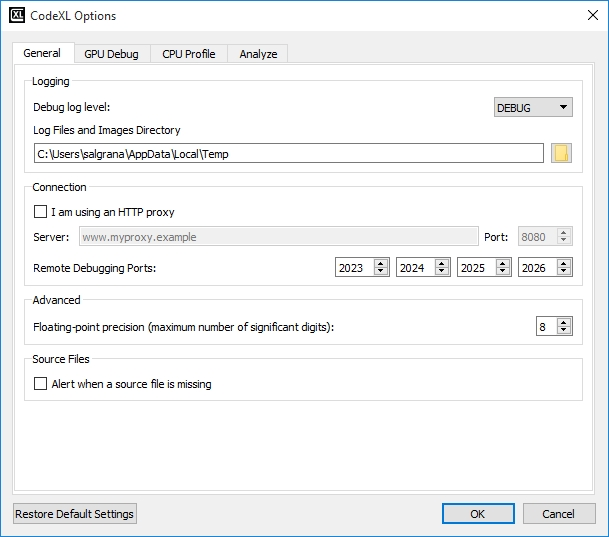 XL CodeXL Options
General GPU Debug CPU Profile Analyze
Logging
Debug log level: DEBUG
Log Files and Images Directory
C:\Users\salgrana\AppData\Local\Temp
Connection
I am using an HTTP proxy
Server: www.myproxy.example Port: 8080
Remote Debugging Ports: 2023 2024 2025 2026
Advanced
Floating-point precision (maximum number of significant digits): 8
Source Files
Alert when a source file is missing
Restore Default Settings OK Cancel